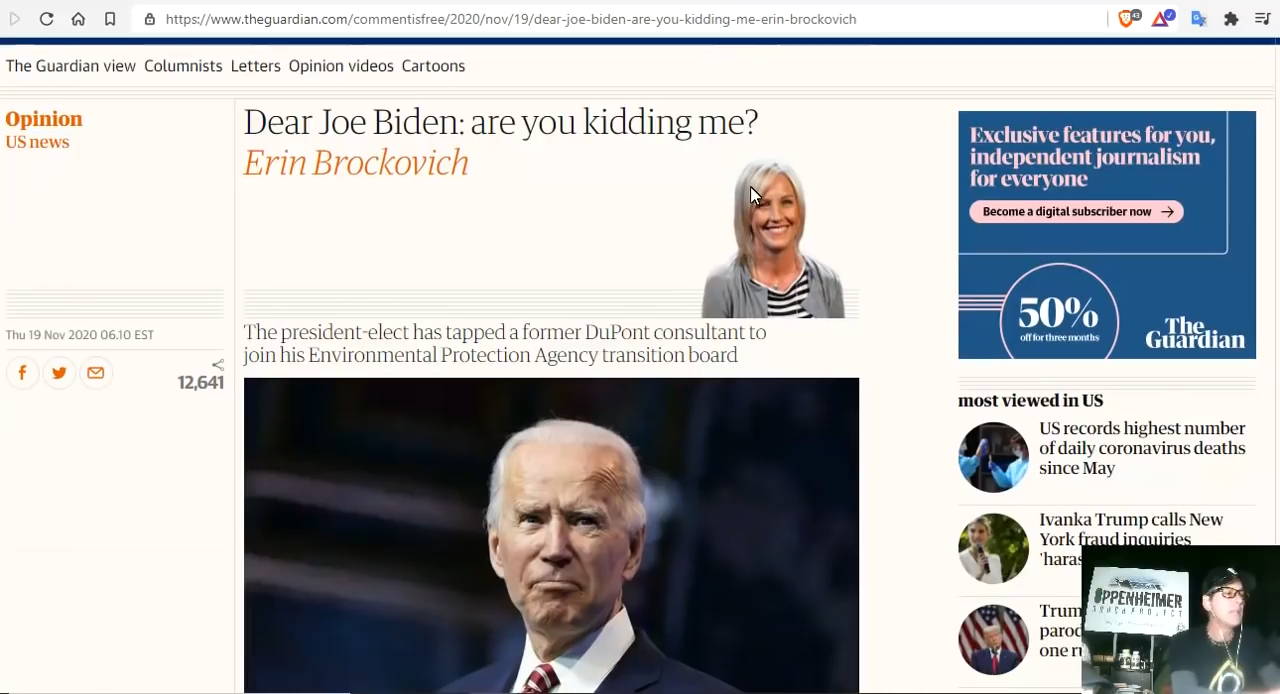 https://www.theguardian.com/commentisfree/2020/nov/19/dear-joe-biden-are-you-kidding-me-erin-brockovich
43
The Guardian view Columnists Letters Opinion videos Cartoons
Opinion
US news
Dear Joe Biden: are you kidding me?
Erin Brockovich
Thu 19 Nov 2020 06.10 EST
12,641
The president-elect has tapped a former DuPont consultant to
join his Environmental Protection Agency transition board
Exclusive features for you,
independent journalism
for everyone
Become a digital subscriber now
50%
off for three months
The
Guardian
most viewed in US
US records highest number
of daily coronavirus deaths
since May
Ivanka Trump calls New
York fraud inquiries
'haras
Trum
parod
one ru
OPPENHEIMER